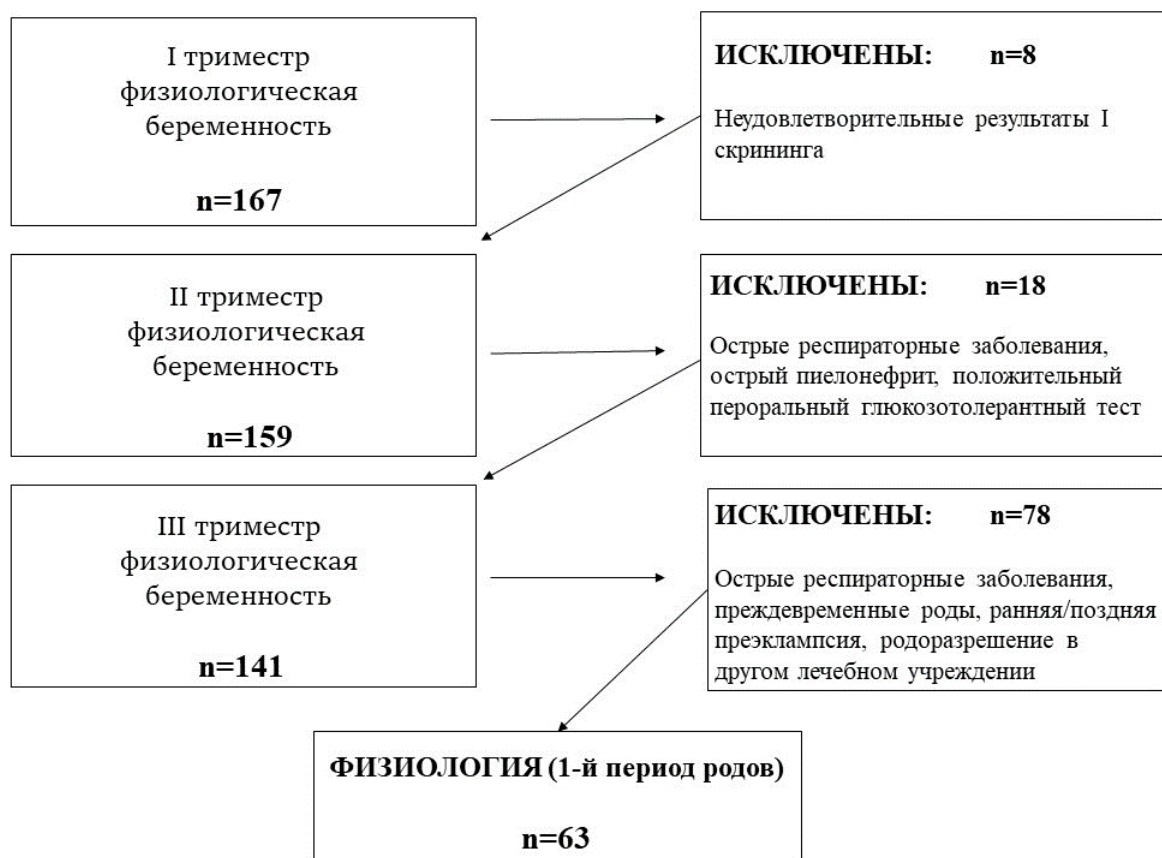 I триместр
физиологическая
беременность
n=167
ИСКЛЮЧЕНЫ: n=8
Неудовлетворительные результаты I
скрининга
II триместр
физиологическая
беременность
n=159
ИСКЛЮЧЕНЫ: n=18
Острые респираторные заболевания,
острый пиелонефрит, положительный
пероральный глюкозотолерантный тест
III триместр
физиологическая
беременность
n=141
ИСКЛЮЧЕНЫ: n=78
Острые респираторные заболевания,
преждевременные роды, ранняя/поздняя
преэклампсия, родоразрешение в
другом лечебном учреждении
ФИЗИОЛОГИЯ (1-й период родов)
n=63